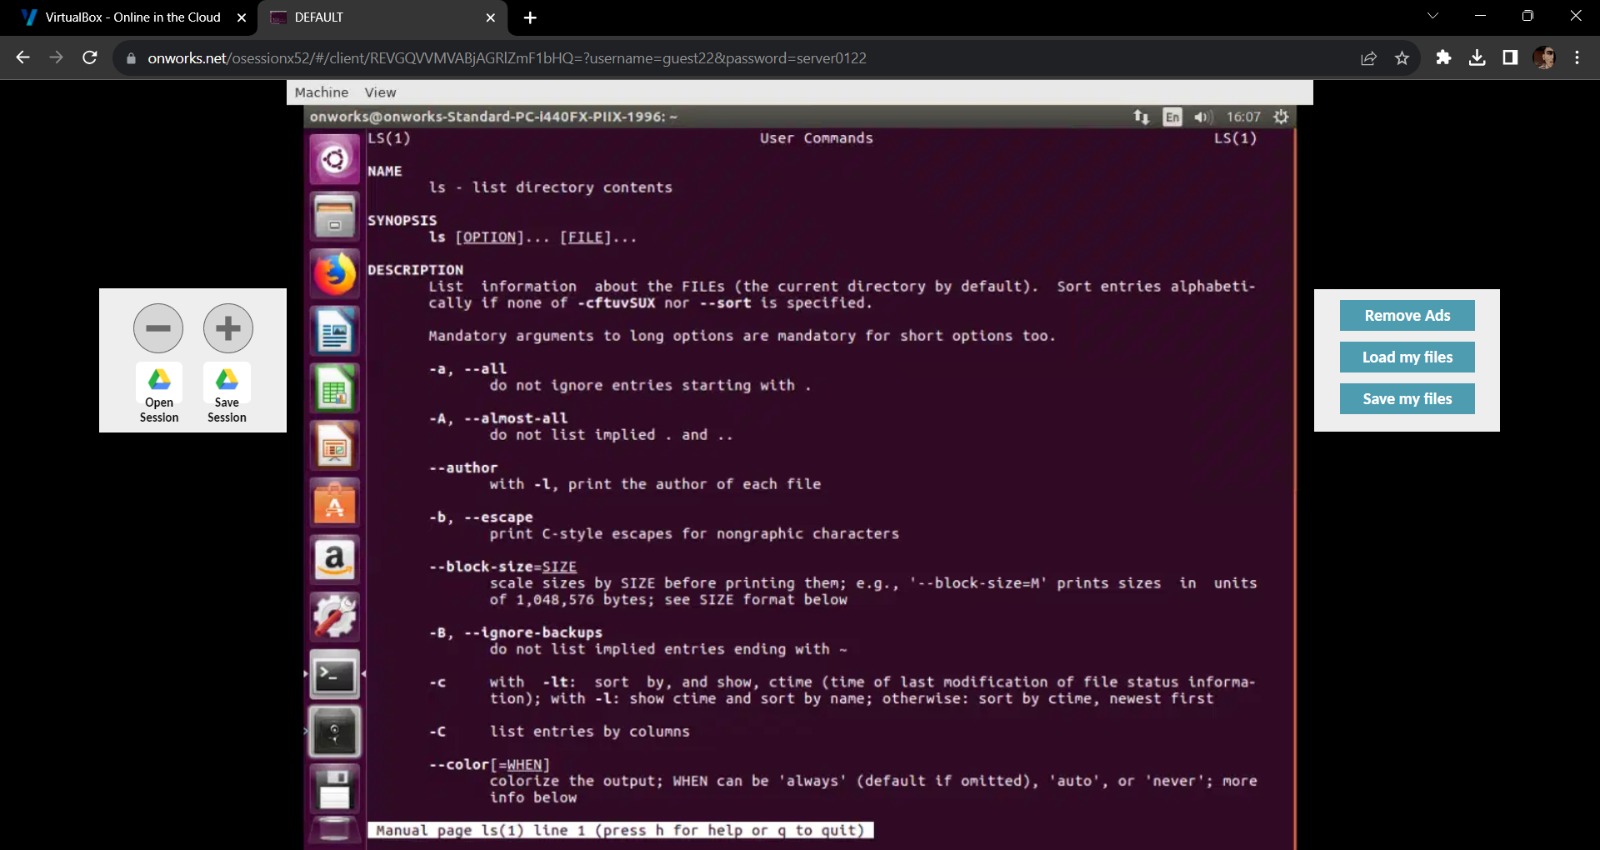 VirtualBox - Online in the Cloud
DEFAULT
onworks.net/osessionx52/#/client/REVGQVVMVABjAGRlZmF1bHQ=?username=guest22&password=server0122
Machine View
onworks@onworks-Standard-PC-i440FX-PIIX-1996: ~
En
16:07
LS(1) User Commands LS(1)
NAME
ls - list directory contents
SYNOPSIS
ls [OPTION]... [FILE]...
DESCRIPTION
List information about the FILEs (the current directory by default). Sort entries alphabeti-
cally if none of -cftuvSUX nor --sort is specified.
Mandatory arguments to long options are mandatory for short options too.
-a, --all
do not ignore entries starting with .
-A, --almost-all
do not list implied . and ..
--author
with -l, print the author of each file
-b, --escape
print C-style escapes for nongraphic characters
--block-size=SIZE
scale sizes by SIZE before printing them; e.g., '--block-size=M' prints sizes in units
of 1,048,576 bytes; see SIZE format below
-B, --ignore-backups
do not list implied entries ending with ~
-c with -lt: sort by, and show, ctime (time of last modification of file status informa-
tion); with -l: show ctime and sort by name; otherwise: sort by ctime, newest first
-C list entries by columns
--color[=WHEN]
colorize the output; WHEN can be 'always' (default if omitted), 'auto', or 'never'; more
info below
Manual page ls(1) line 1 (press h for help or q to quit)
Open
Session
Save
Session
Remove Ads
Load my files
Save my files